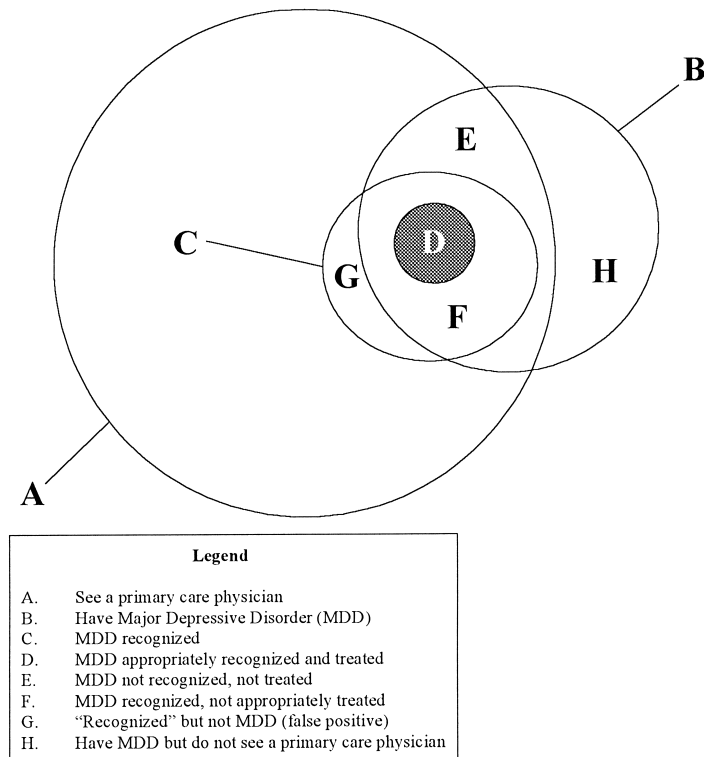 B
E
C
D
G
H
F
A
Legend
A. See a primary care physician
B. Have Major Depressive Disorder (MDD)
C. MDD recognized
D. MDD appropriately recognized and treated
E. MDD not recognized, not treated
F. MDD recognized, not appropriately treated
G. “Recognized” but not MDD (false positive)
H. Have MDD but do not see a primary care physician